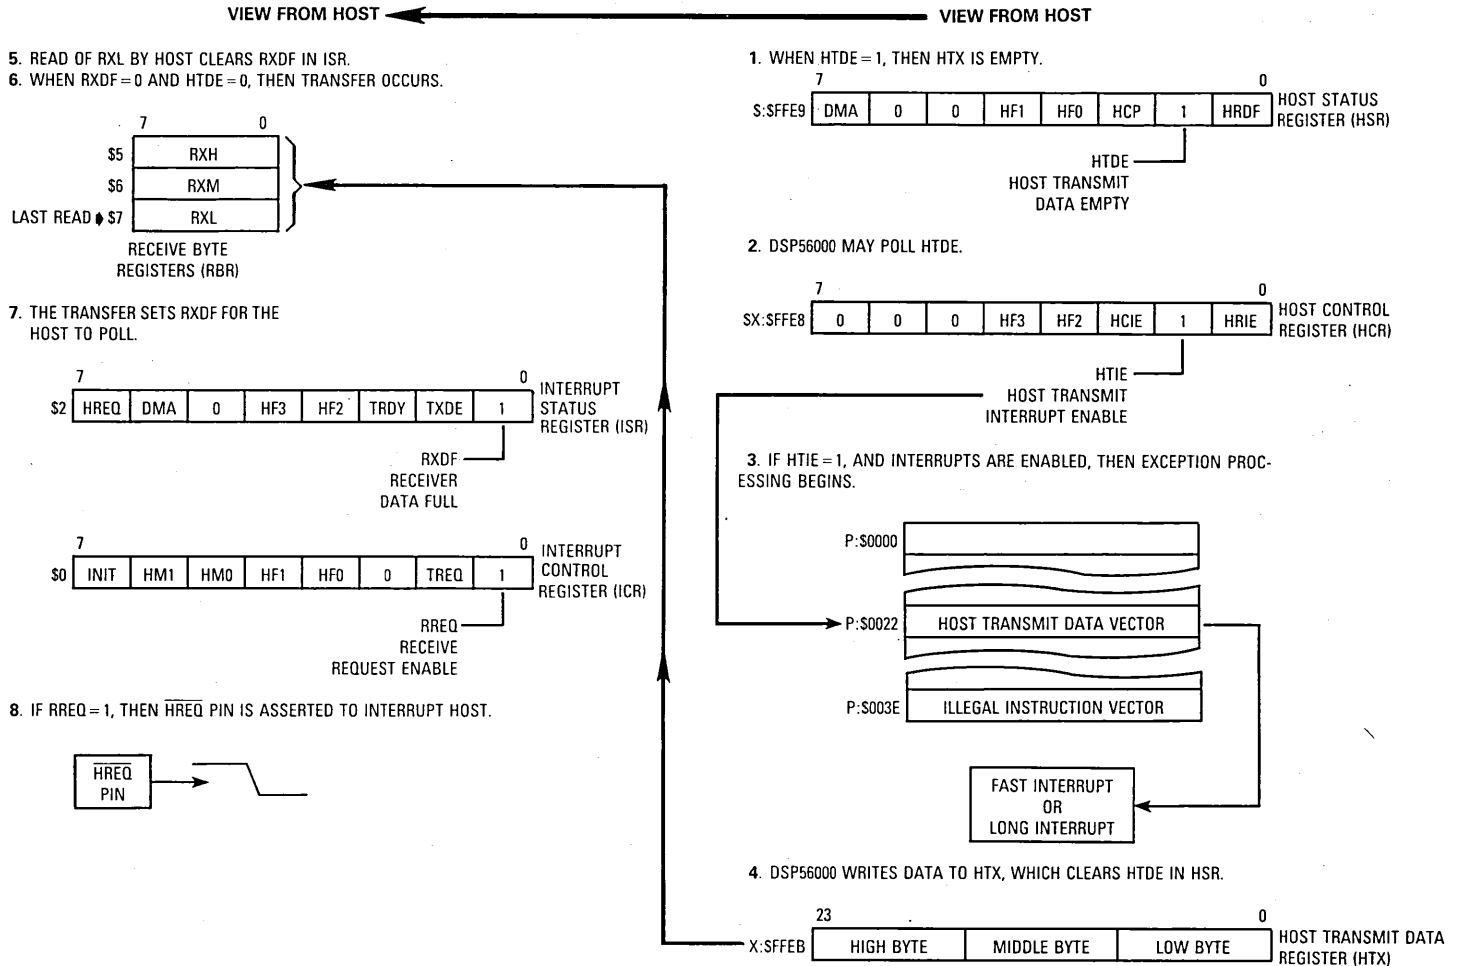 VIEW FROM HOST
VIEW FROM HOST
5. READ OF RXL BY HOST CLEARS RXDF IN ISR.
6. WHEN RXDF=0 AND HTDE=0, THEN TRANSFER OCCURS.
7 0
$5 RXH
$6 RXM
LAST READ $7 RXL
RECEIVE BYTE
REGISTERS (RBR)
7. THE TRANSFER SETS RXDF FOR THE
HOST TO POLL.
7 0
$2 HREQ DMA 0 HF3 HF2 TRDY TXDE 1
INTERRUPT
STATUS
REGISTER (ISR)
RXDF
RECEIVER
DATA FULL
7 0
$0 INIT HM1 HM0 HF1 HF0 0 TREQ 1
INTERRUPT
CONTROL
REGISTER (ICR)
RREQ
RECEIVE
REQUEST ENABLE
8. IF RREQ=1, THEN HREQ PIN IS ASSERTED TO INTERRUPT HOST.
HREQ
PIN
1. WHEN HTDE=1, THEN HTX IS EMPTY.
7 0
S:$FFE9 DMA 0 0 HF1 HF0 HCP 1 HRDF
HOST STATUS
REGISTER (HSR)
HTDE
HOST TRANSMIT
DATA EMPTY
2. DSP56000 MAY POLL HTDE.
7 0
SX:$FFE8 0 0 0 HF3 HF2 HCIE 1 HRIE
HOST CONTROL
REGISTER (HCR)
HTIE
HOST TRANSMIT
INTERRUPT ENABLE
3. IF HTIE=1, AND INTERRUPTS ARE ENABLED, THEN EXCEPTION PROC-
ESSING BEGINS.
P:$0000
P:$0022 HOST TRANSMIT DATA VECTOR
P:$003E ILLEGAL INSTRUCTION VECTOR
FAST INTERRUPT
OR
LONG INTERRUPT
4. DSP56000 WRITES DATA TO HTX, WHICH CLEARS HTDE IN HSR.
23 0
X:$FFEB HIGH BYTE MIDDLE BYTE LOW BYTE
HOST TRANSMIT DATA
REGISTER (HTX)